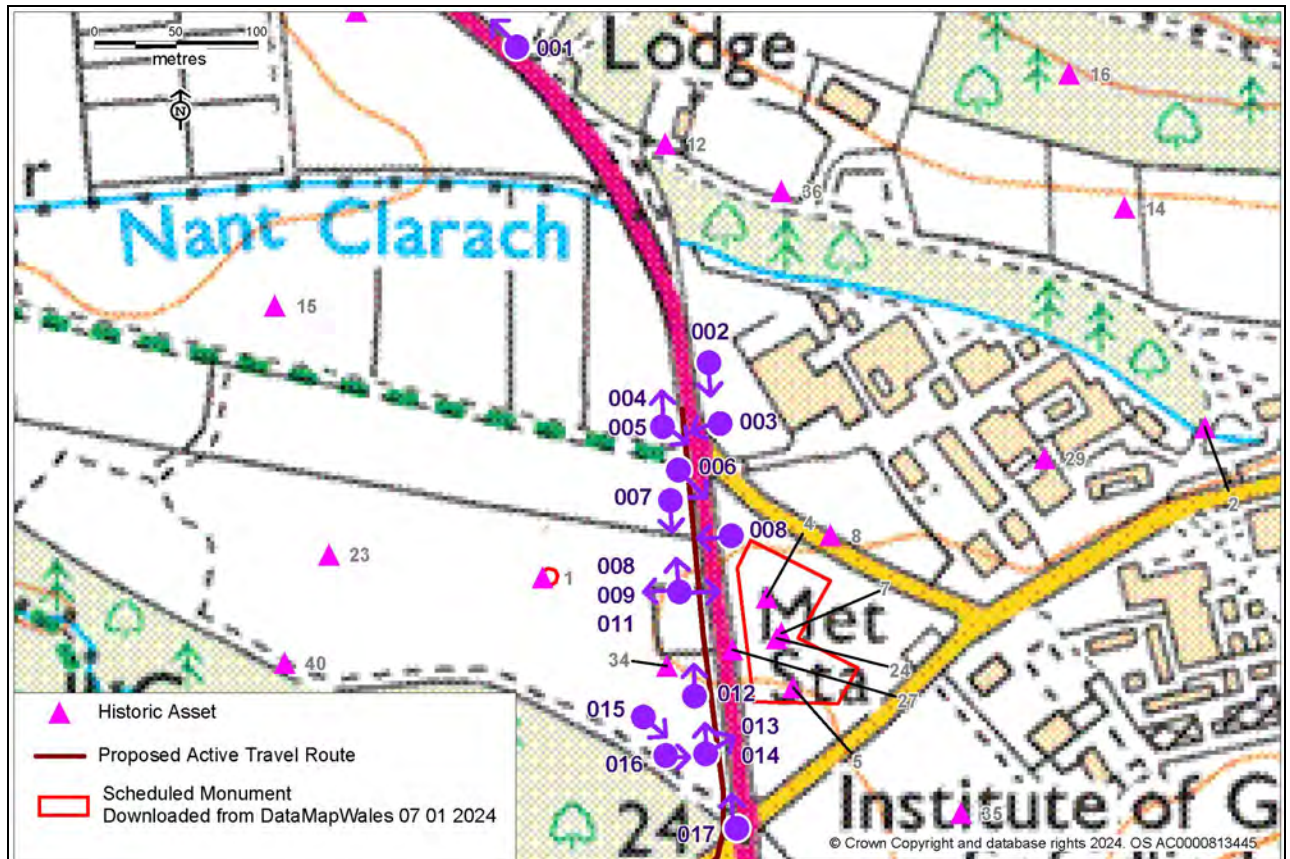 0 50 100
metres
N
001
Lodge
16
12
36
14
r
Nant Clarach
15
002
004
005
003
006
29
2
007
008
4
8
23
1
008
009
011
7
Met
Sta
24
34
27
40
012
015
013
016
014
5
Historic Asset
Proposed Active Travel Route
Scheduled Monument
Downloaded from DataMapWales 07 01 2024
24
017
Institute of G
35
© Crown Copyright and database rights 2024. OS AC0000813445